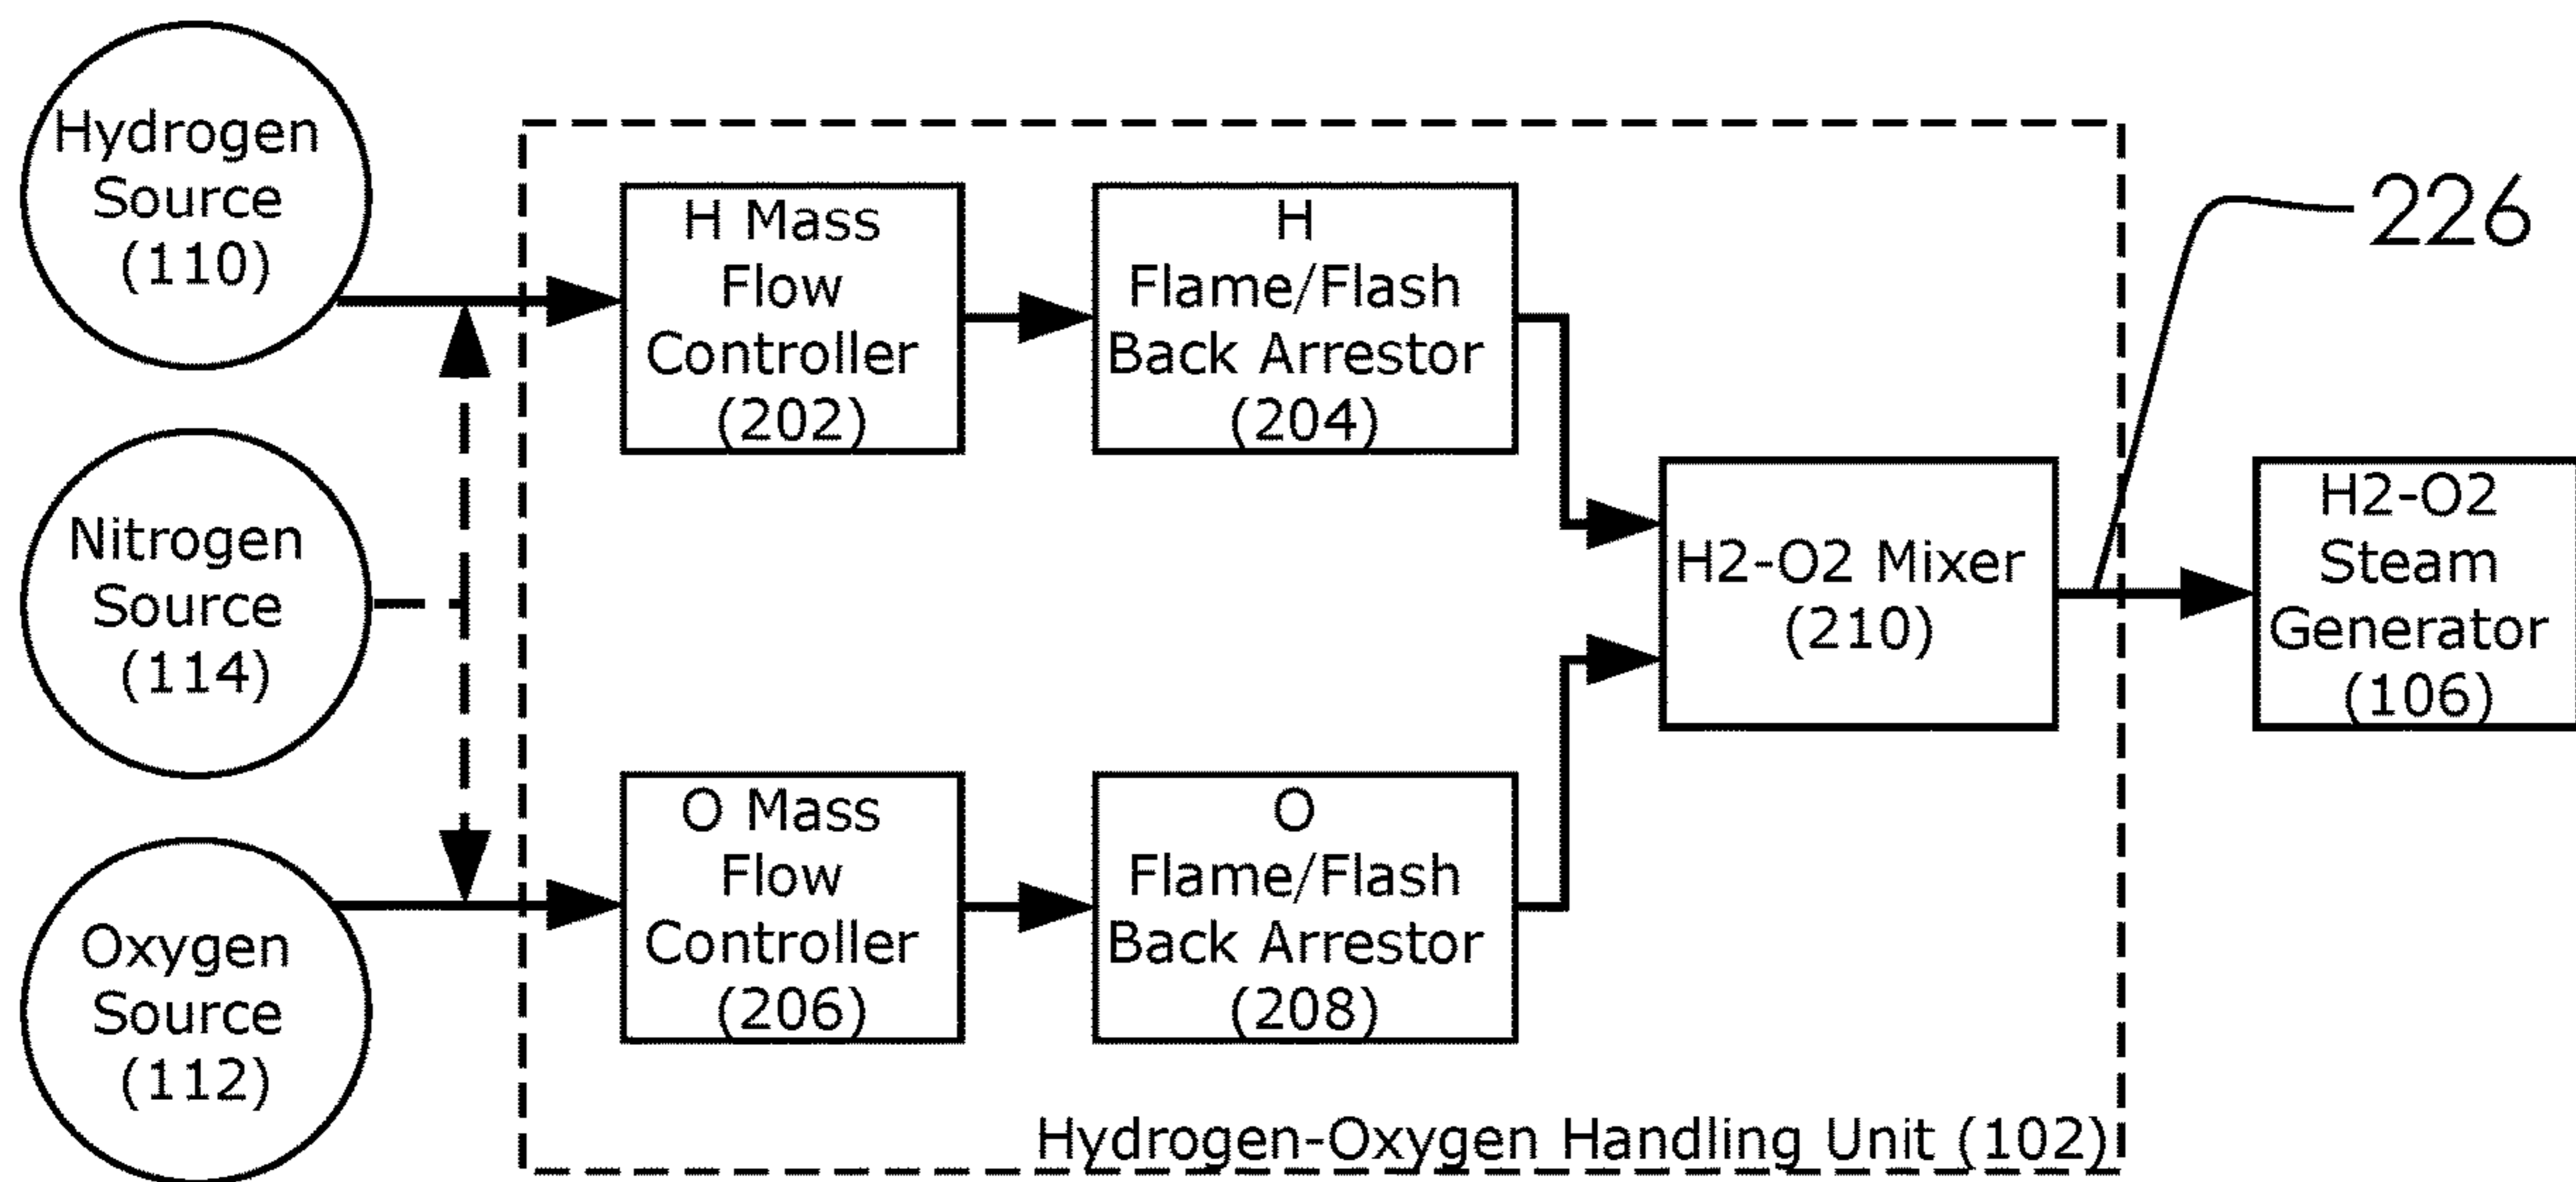 Hydrogen
Source
(110)
Nitrogen
Source
(114)
Oxygen
Source
(112)
H Mass
Flow
Controller
(202)
H
Flame/Flash
Back Arrestor
(204)
O Mass
Flow
Controller
(206)
O
Flame/Flash
Back Arrestor
(208)
H2-O2 Mixer
(210)
226
H2-O2
Steam
Generator
(106)
Hydrogen-Oxygen Handling Unit (102)